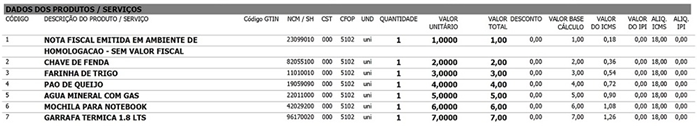 DADOS DOS PRODUTOS / SERVIÇOS
CÓDIGO DESCRIÇÃO DO PRODUTO / SERVIÇO Código GTIN NCM / SH CST CFOP UND QUANTIDADE VALOR UNITÁRIO VALOR TOTAL DESCONTO VALOR BASE CÁLCULO VALOR DO ICMS VALOR DO IPI ALIQ. ICMS ALIQ. IPI
1 NOTA FISCAL EMITIDA EM AMBIENTE DE 23099010 000 5102 uni 1 1,0000 1,00 0,00 1,00 0,18 0,00 18,00 0,00
HOMOLOGACAO - SEM VALOR FISCAL
2 CHAVE DE FENDA 82055100 000 5102 uni 1 2,0000 2,00 0,00 2,00 0,36 0,00 18,00 0,00
3 FARINHA DE TRIGO 11010010 000 5102 uni 1 3,0000 3,00 0,00 3,00 0,54 0,00 18,00 0,00
4 PAO DE QUEIJO 19059090 000 5102 uni 1 4,0000 4,00 0,00 4,00 0,72 0,00 18,00 0,00
5 AGUA MINERAL COM GAS 22011000 000 5102 uni 1 5,0000 5,00 0,00 5,00 0,90 0,00 18,00 0,00
6 MOCHILA PARA NOTEBOOK 42029200 000 5102 uni 1 6,0000 6,00 0,00 6,00 1,08 0,00 18,00 0,00
7 GARRAFA TERMICA 1.8 LTS 96170020 000 5102 uni 1 7,0000 7,00 0,00 7,00 1,26 0,00 18,00 0,00